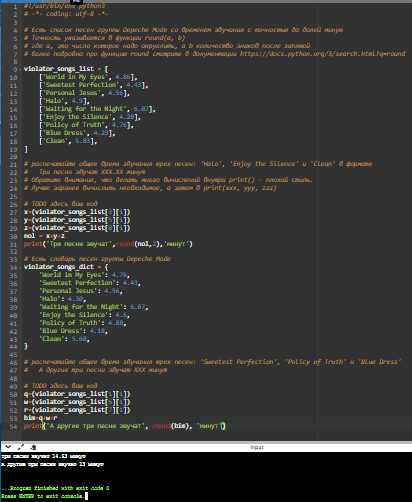 #!/usr/bin/env python3
# -*- coding: utf-8 -*-
# Есть список песен группы Depeche Mode со временем звучания с точностью до долей минут
# Точность указывается в функции round(a, b)
# где a, это число которое надо округлить, а b количество знаков после запятой
# более подробно про функцию round смотрите в документации https://docs.python.org/3/search.html?q=round
violator_songs_list = [
['World in My Eyes', 4.86],
['Sweetest Perfection', 4.43],
['Personal Jesus', 4.56],
['Halo', 4.9],
['Waiting for the Night', 6.07],
['Enjoy the Silence', 4.20],
['Policy of Truth', 4.76],
['Blue Dress', 4.29],
['Clean', 5.83],
]
# распечатайте общее время звучания трех песен: 'Halo', 'Enjoy the Silence' и 'Clean' в формате
# Три песни звучат ХХХ.XX минут
# Обратите внимание, что делать много вычислений внутри print() - плохой стиль.
# Лучше заранее вычислить необходимое, а затем в print(xxx, yyy, zzz)
# TODO здесь ваш код
x=(violator_songs_list[3][1])
y=(violator_songs_list[5][1])
z=(violator_songs_list[8][1])
nol = x+y+z
print('Три песни звучат',round(nol,2),'минут')
# Есть словарь песен группы Depeche Mode
violator_songs_dict = {
'World in My Eyes': 4.76,
'Sweetest Perfection': 4.43,
'Personal Jesus': 4.56,
'Halo': 4.30,
'Waiting for the Night': 6.07,
'Enjoy the Silence': 4.6,
'Policy of Truth': 4.88,
'Blue Dress': 4.18,
'Clean': 5.68,
}
# распечатайте общее время звучания трех песен: 'Sweetest Perfection', 'Policy of Truth' и 'Blue Dress'
# А другие три песни звучат ХХХ минут
# TODO здесь ваш код
q=(violator_songs_list[1][1])
w=(violator_songs_list[6][1])
r=(violator_songs_list[7][1])
bim=q+w+r
print('А другие три песни звучат', round(bim), 'минут')
input
Три песни звучат 14.93 минут
А другие три песни звучат 13 минут
...Program finished with exit code 0
Press ENTER to exit console.